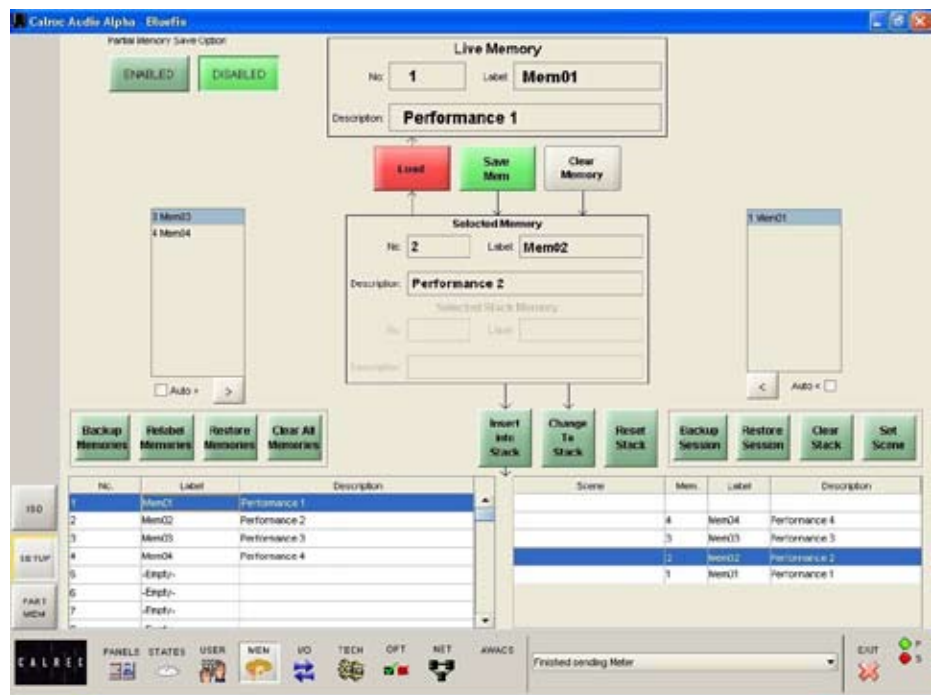 Calrec Audio Alpha - Bluefin
Partial Memory Save Option
ENABLED
DISABLED
Live Memory
No: 1
Label: Mem01
Description: Performance 1
Load
Save Mem
Clear Memory
3 Mem03
4 Mem04
Auto >
>
Selected Memory
No: 2
Label: Mem02
Description: Performance 2
Selected Stack Memory
No:
Label:
Description:
1 Mem01
<
Auto <
Backup Memories
Relabel Memories
Restore Memories
Clear All Memories
Insert Into Stack
Change To Stack
Reset Stack
Backup Session
Restore Session
Clear Stack
Set Scene
No. Label Description
1 Mem01 Performance 1
2 Mem02 Performance 2
3 Mem03 Performance 3
4 Mem04 Performance 4
5 -Empty-
6 -Empty-
7 -Empty-
Scene Mem. Label Description
4 Mem04 Performance 4
3 Mem03 Performance 3
2 Mem02 Performance 2
1 Mem01 Performance 1
ISO
SETUP
PART MEM
CALREC
PANELS
STATES
USER
MEM
I/O
TECH
OPT
NET
AWACS
Finished sending Meter
EXIT
P
S